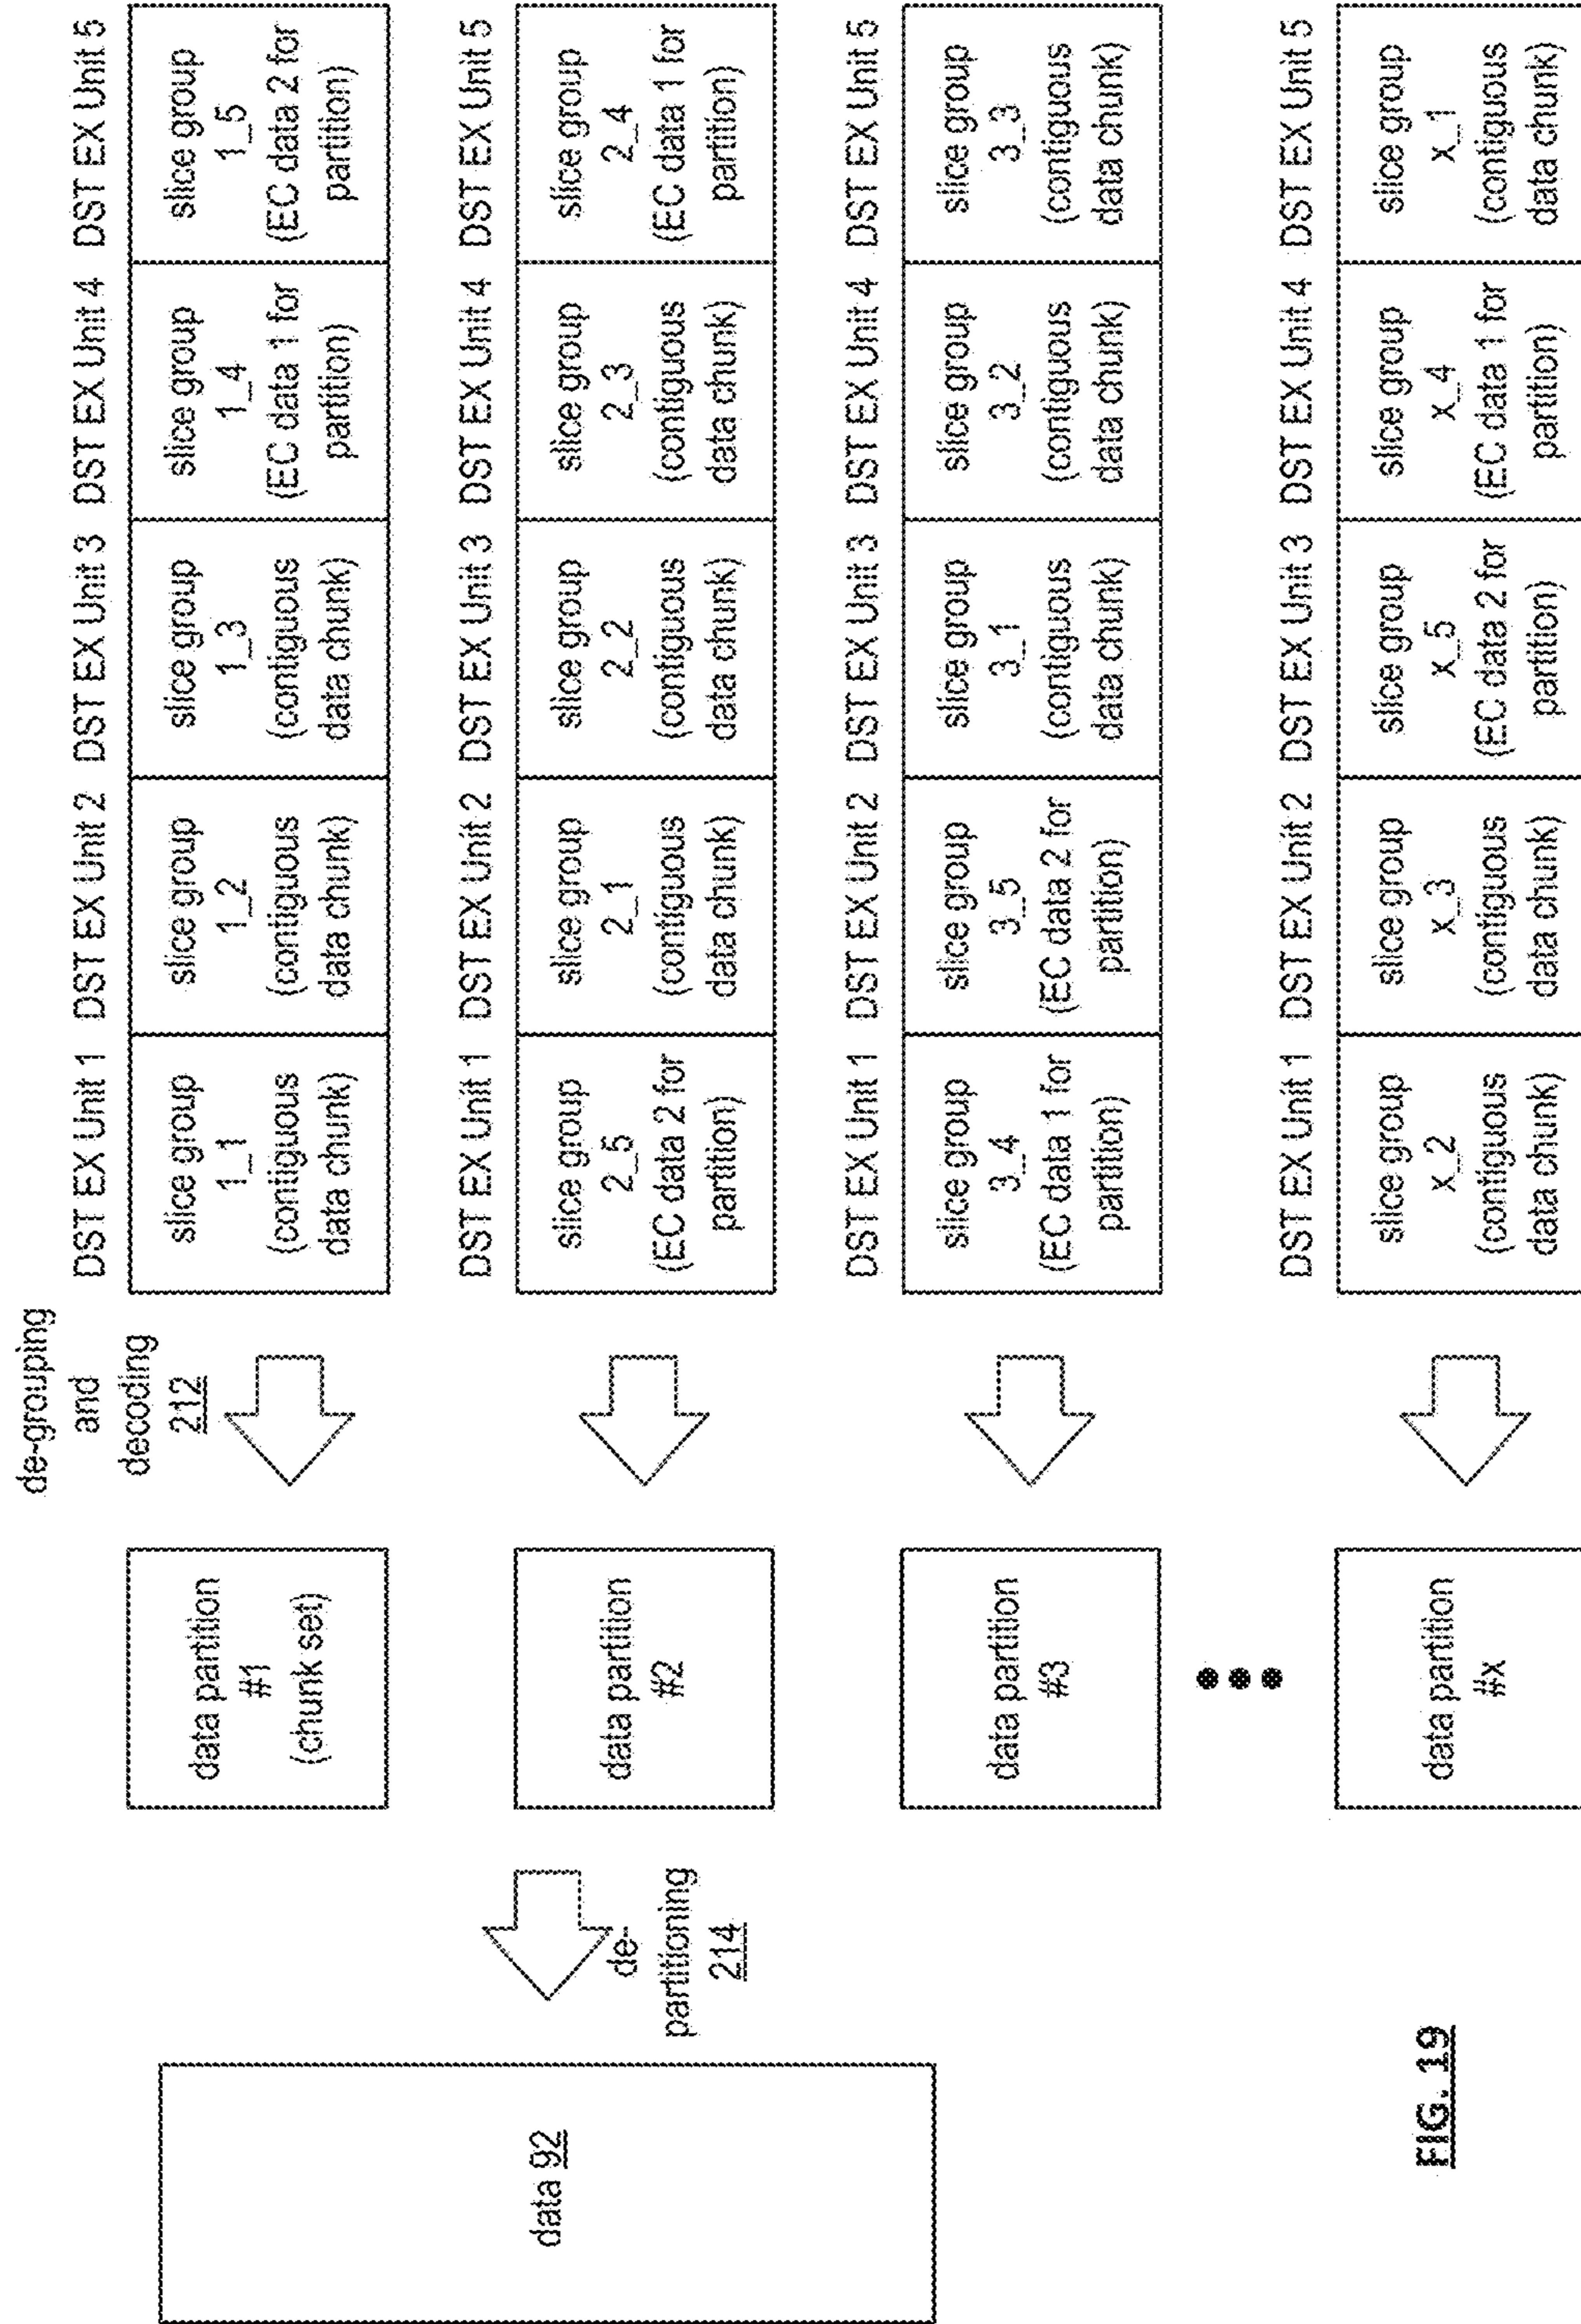 de-grouping
and
decoding
212
DST EX Unit 1 DST EX Unit 2 DST EX Unit 3 DST EX Unit 4 DST EX Unit 5
data partition
#1
(chunk set)
slice group
1_1
(contiguous
data chunk)
slice group
1_2
(contiguous
data chunk)
slice group
1_3
(contiguous
data chunk)
slice group
1_4
(EC data 1 for
partition)
slice group
1_5
(EC data 2 for
partition)
DST EX Unit 1 DST EX Unit 2 DST EX Unit 3 DST EX Unit 4 DST EX Unit 5
data 92
de-
partitioning
214
data partition
#2
slice group
2_5
(EC data 2 for
partition)
slice group
2_1
(contiguous
data chunk)
slice group
2_2
(contiguous
data chunk)
slice group
2_3
(contiguous
data chunk)
slice group
2_4
(EC data 1 for
partition)
DST EX Unit 1 DST EX Unit 2 DST EX Unit 3 DST EX Unit 4 DST EX Unit 5
data partition
#3
slice group
3_4
(EC data 1 for
partition)
slice group
3_5
(EC data 2 for
partition)
slice group
3_1
(contiguous
data chunk)
slice group
3_2
(contiguous
data chunk)
slice group
3_3
(contiguous
data chunk)
DST EX Unit 1 DST EX Unit 2 DST EX Unit 3 DST EX Unit 4 DST EX Unit 5
data partition
#x
slice group
x_2
(contiguous
data chunk)
slice group
x_3
(contiguous
data chunk)
slice group
x_5
(EC data 2 for
partition)
slice group
x_4
(EC data 1 for
partition)
slice group
x_1
(contiguous
data chunk)
FIG. 19